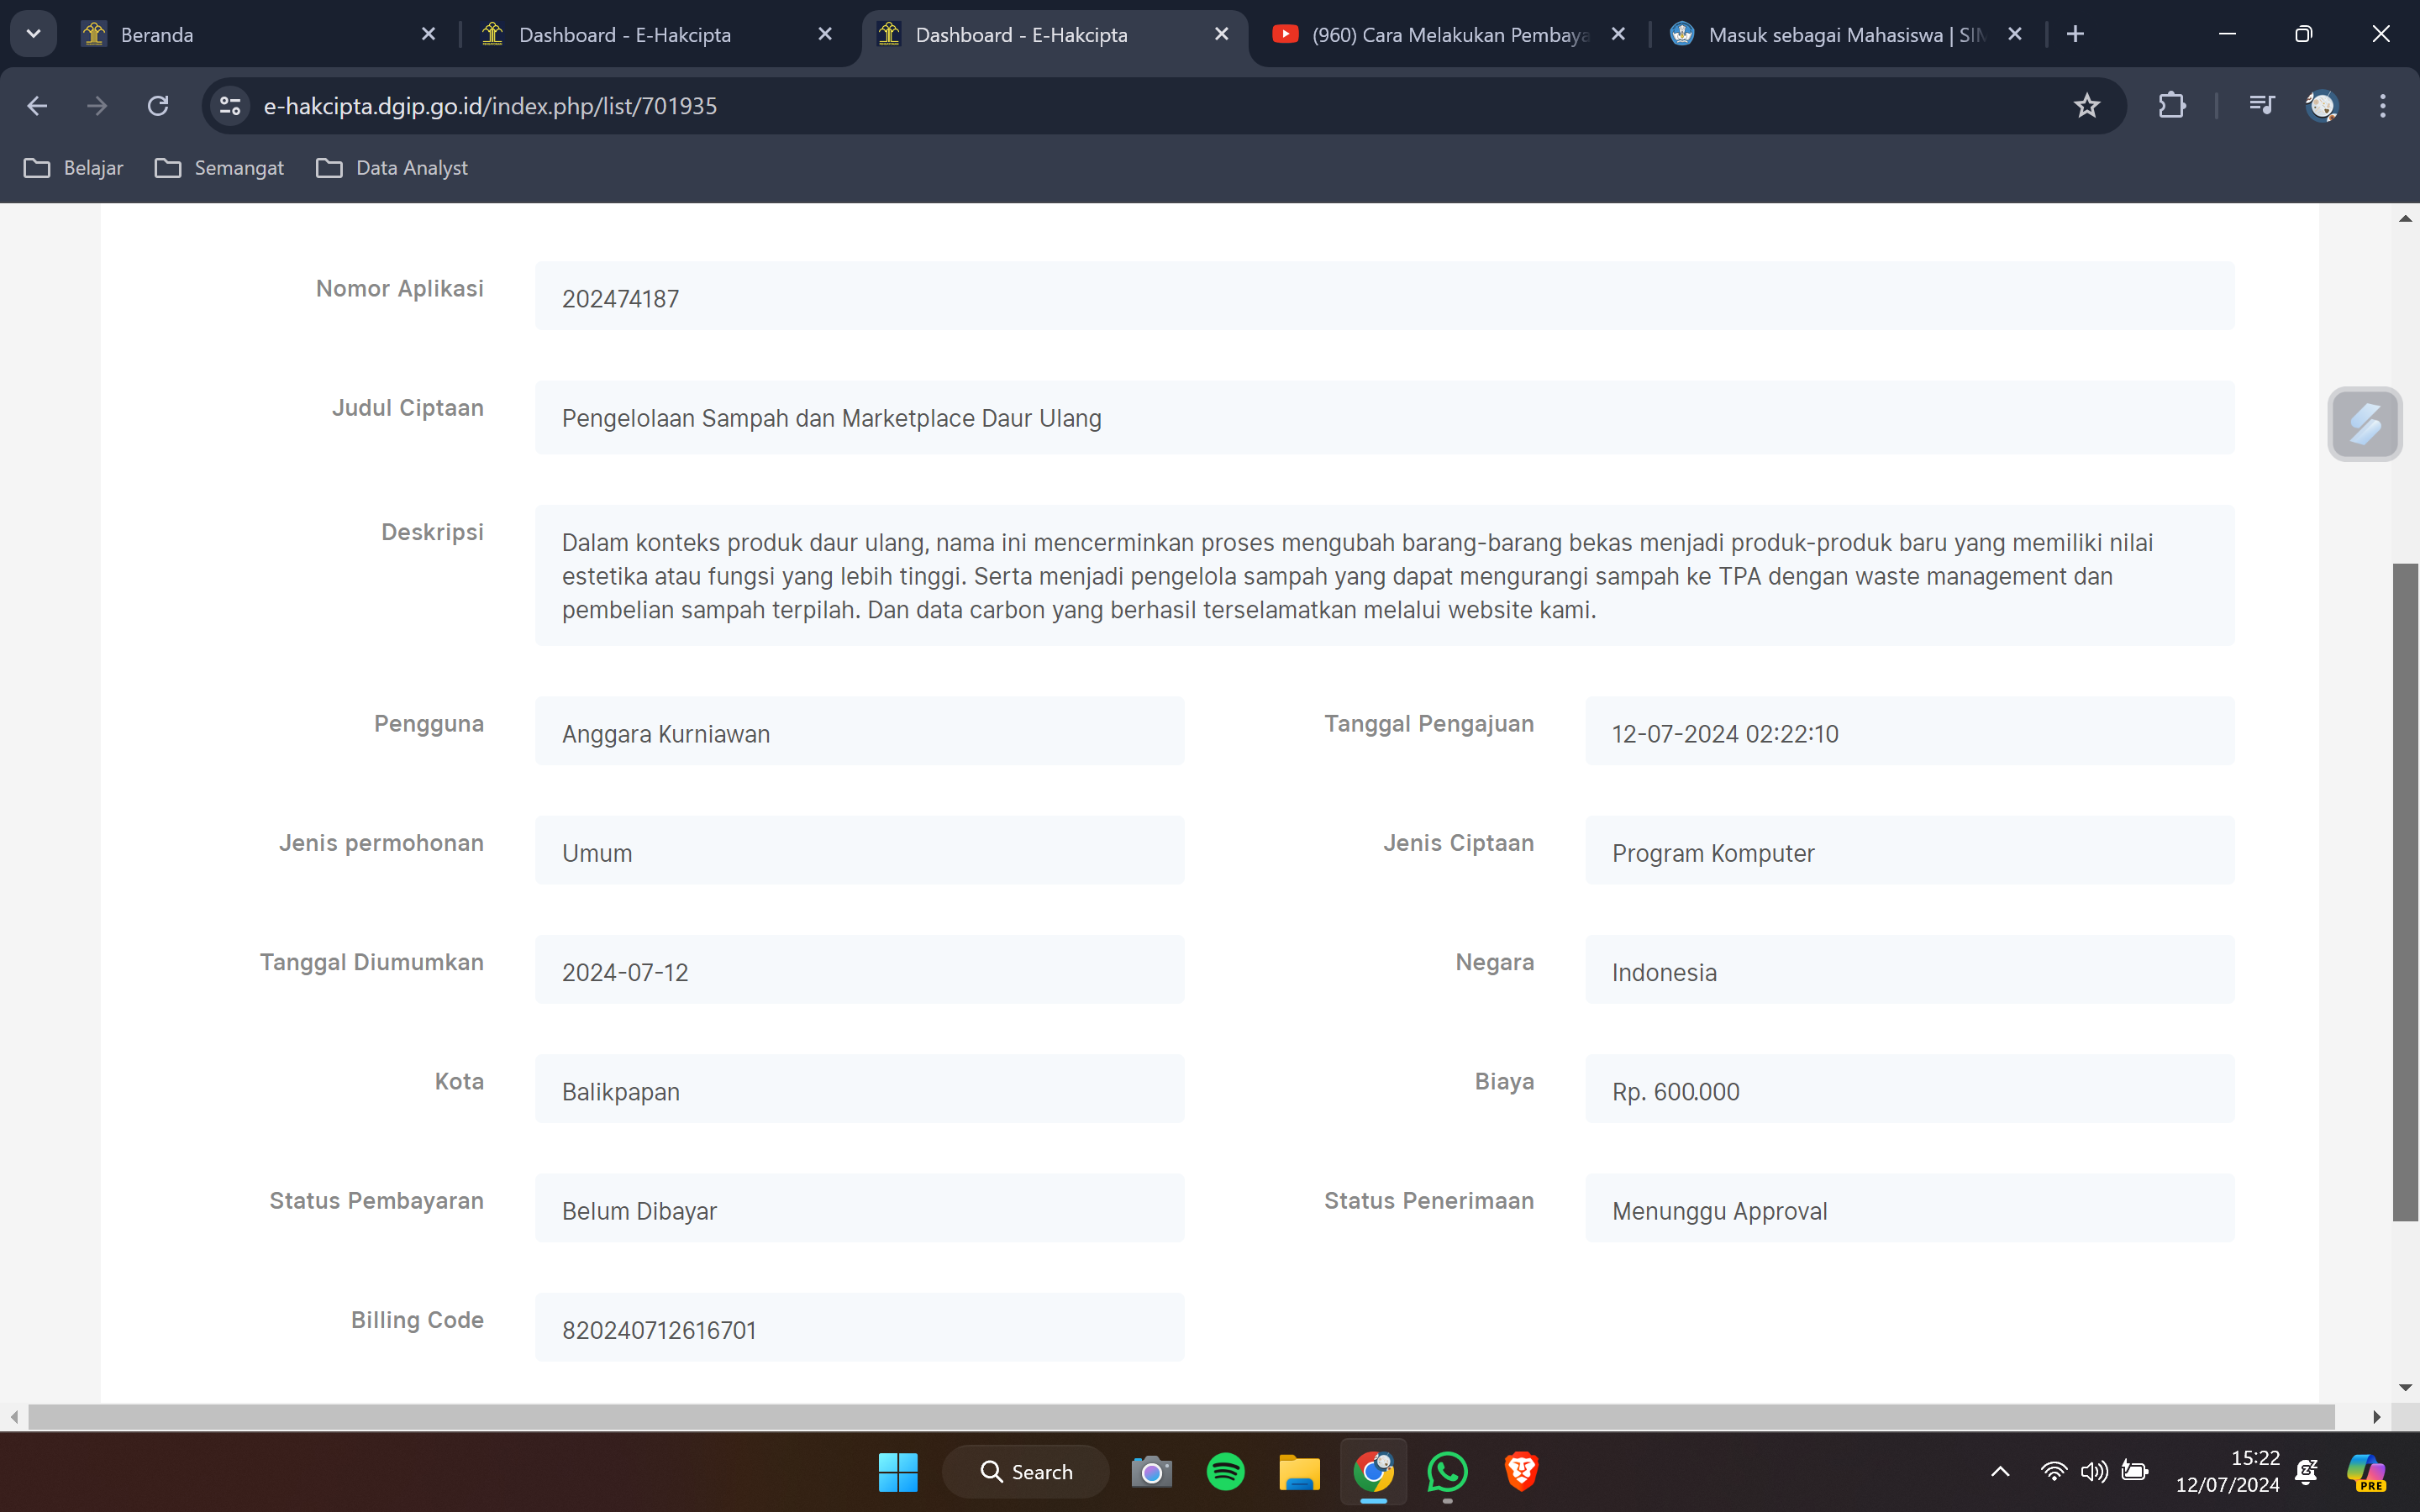 Beranda
Dashboard - E-Hakcipta
Dashboard - E-Hakcipta
(960) Cara Melakukan Pembaya
Masuk sebagai Mahasiswa | SIM
e-hakcipta.dgip.go.id/index.php/list/701935
Belajar
Semangat
Data Analyst
Nomor Aplikasi
202474187
Judul Ciptaan
Pengelolaan Sampah dan Marketplace Daur Ulang
Deskripsi
Dalam konteks produk daur ulang, nama ini mencerminkan proses mengubah barang-barang bekas menjadi produk-produk baru yang memiliki nilai
estetika atau fungsi yang lebih tinggi. Serta menjadi pengelola sampah yang dapat mengurangi sampah ke TPA dengan waste management dan
pembelian sampah terpilah. Dan data carbon yang berhasil terselamatkan melalui website kami.
Pengguna
Anggara Kurniawan
Tanggal Pengajuan
12-07-2024 02:22:10
Jenis permohonan
Umum
Jenis Ciptaan
Program Komputer
Tanggal Diumumkan
2024-07-12
Negara
Indonesia
Kota
Balikpapan
Biaya
Rp. 600.000
Status Pembayaran
Belum Dibayar
Status Penerimaan
Menunggu Approval
Billing Code
820240712616701
Search
15:22
12/07/2024
PRE